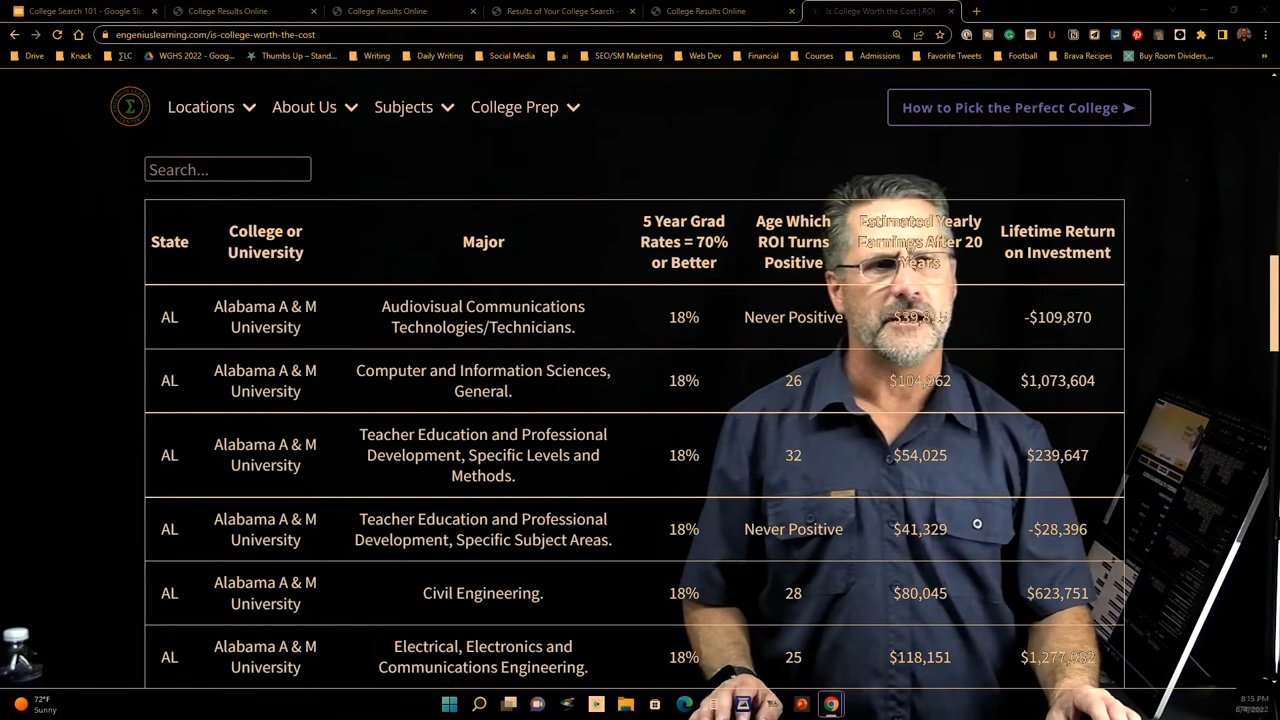 College Search 101 - Google Sli
College Results Online
College Results Online
Results of Your College Search -
College Results Online
Is College Worth the Cost | ROI
engeniuslearning.com/is-college-worth-the-cost
Drive
Knack
∑LC
WGHS 2022 - Goog...
Thumbs Up – Stand...
Writing
Daily Writing
Social Media
SEO/SM Marketing
Web Dev
Financial
Courses
Admissions
Favorite Tweets
Football
Brava Recipes
Buy Room Dividers,...
Locations
About Us
Subjects
College Prep
How to Pick the Perfect College ➤
Search...
State
College or
University
Major
5 Year Grad
Rates = 70%
or Better
Age Which
ROI Turns
Positive
Estimated Yearly
Earnings After 20
Years
Lifetime Return
on Investment
AL
Alabama A & M
University
Audiovisual Communications
Technologies/Technicians.
18%
Never Positive
-$109,870
AL
Alabama A & M
University
Computer and Information Sciences,
General.
18%
26
$104,962
$1,073,604
AL
Alabama A & M
University
Teacher Education and Professional
Development, Specific Levels and
Methods.
18%
32
$54,025
$239,647
AL
Alabama A & M
University
Teacher Education and Professional
Development, Specific Subject Areas.
18%
Never Positive
$41,329
-$28,396
AL
Alabama A & M
University
Civil Engineering.
18%
28
$80,045
$623,751
AL
Alabama A & M
University
Electrical, Electronics and
Communications Engineering.
18%
25
$118,151
72°F
Sunny
8:15 PM
8/4/2022